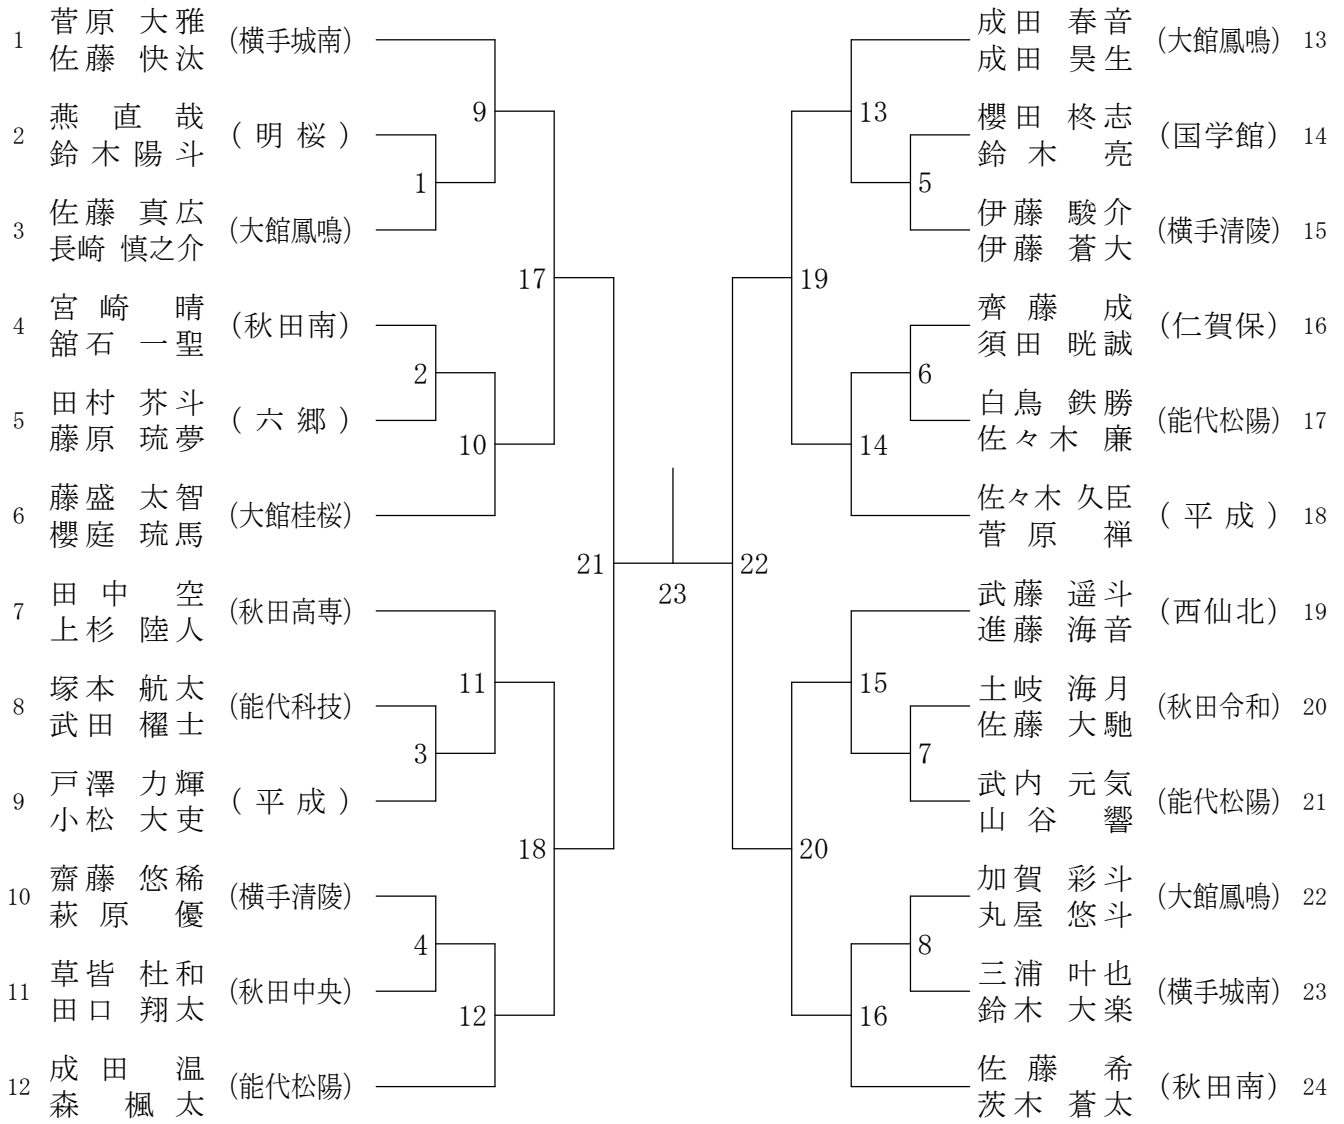 1 菅原 大雅 (横手城南)
佐藤 快汰
2 燕 直哉 (明桜)
鈴木陽斗
3 佐藤 真広 (大館鳳鳴)
長崎 慎之介
4 宮崎 晴 (秋田南)
舘石 一聖
5 田村 芥斗 (六郷)
藤原 琉夢
6 藤盛 太智 (大館桂桜)
櫻庭 琉馬
7 田中 空 (秋田高専)
上杉 陸人
8 塚本 航太 (能代科技)
武田 櫂士
9 戸澤 力輝 (平成)
小松 大吏
10 齋藤 悠稀 (横手清陵)
萩原 優
11 草皆 杜和 (秋田中央)
田口 翔太
12 成田 温 (能代松陽)
森 楓太
9
1
17
2
10
21
11
3
18
4
12
23
成田 春音 (大館鳳鳴) 13
成田 昊生
櫻田 柊志 (国学館) 14
鈴木 亮
伊藤 駿介 (横手清陵) 15
伊藤 蒼大
齊藤 成 (仁賀保) 16
須田 晄誠
白鳥 鉄勝 (能代松陽) 17
佐々木 廉
佐々木 久臣 (平成) 18
菅原 禅
武藤 遥斗 (西仙北) 19
進藤 海音
土岐 海月 (秋田令和) 20
佐藤 大馳
武内 元気 (能代松陽) 21
山谷 響
加賀 彩斗 (大館鳳鳴) 22
丸屋 悠斗
三浦 叶也 (横手城南) 23
鈴木 大楽
佐藤 希 (秋田南) 24
茨木 蒼太
13
5
19
6
14
22
15
7
20
8
16